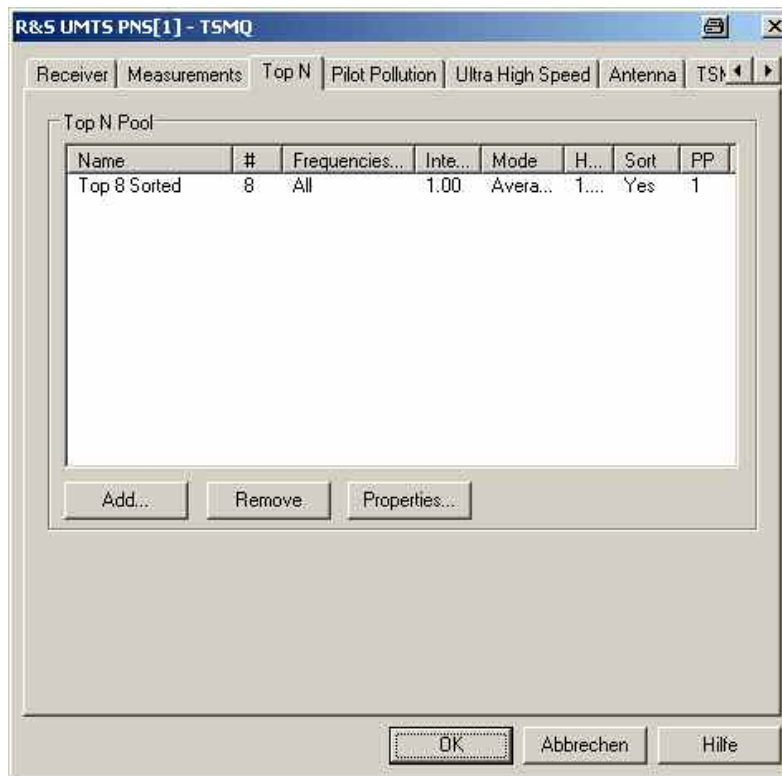 R&S UMTS PNS[1] - TSMQ
Receiver Measurements Top N Pilot Pollution Ultra High Speed Antenna
Top N Pool
Name # Frequencies... Inte... Mode H... Sort PP
Top 8 Sorted 8 All 1.00 Avera... 1.... Yes 1
Add... Remove Properties...
OK Abbrechen Hilfe